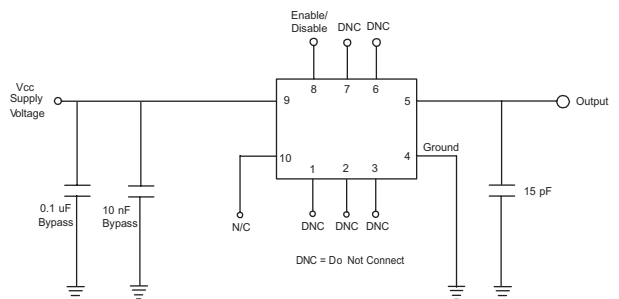 Enable/
Disable
DNC DNC
8 7 6
Vcc
Supply
Voltage
9
5
Output
10
Ground
4
1 2 3
0.1 uF
Bypass
10 nF
Bypass
15 pF
N/C
DNC DNC DNC
DNC = Do Not Connect